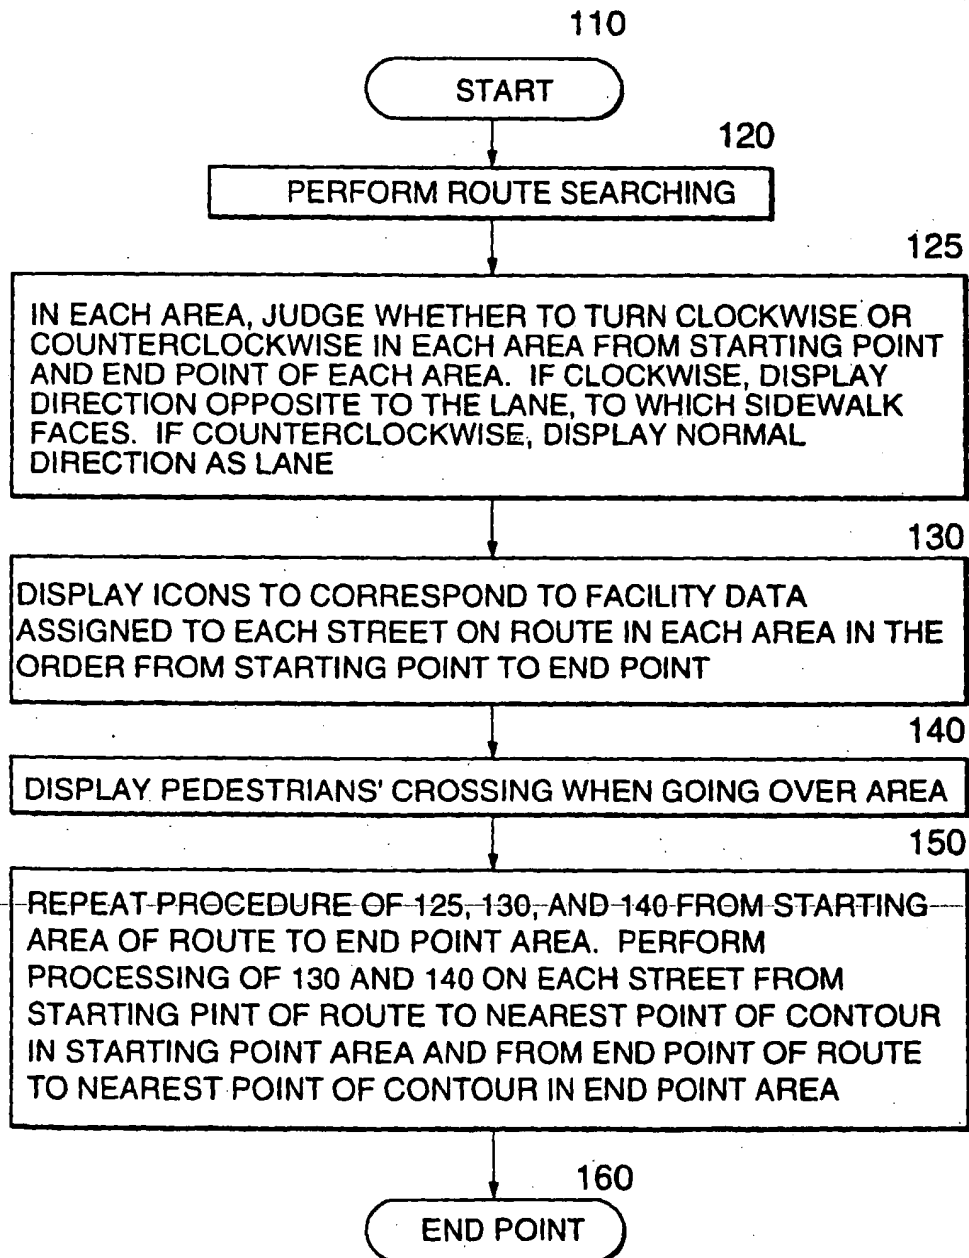 110
START
120
PERFORM ROUTE SEARCHING
125
IN EACH AREA, JUDGE WHETHER TO TURN CLOCKWISE OR
COUNTERCLOCKWISE IN EACH AREA FROM STARTING POINT
AND END POINT OF EACH AREA. IF CLOCKWISE, DISPLAY
DIRECTION OPPOSITE TO THE LANE, TO WHICH SIDEWALK
FACES. IF COUNTERCLOCKWISE, DISPLAY NORMAL
DIRECTION AS LANE
130
DISPLAY ICONS TO CORRESPOND TO FACILITY DATA
ASSIGNED TO EACH STREET ON ROUTE IN EACH AREA IN THE
ORDER FROM STARTING POINT TO END POINT
140
DISPLAY PEDESTRIANS' CROSSING WHEN GOING OVER AREA
150
REPEAT PROCEDURE OF 125, 130, AND 140 FROM STARTING
AREA OF ROUTE TO END POINT AREA. PERFORM
PROCESSING OF 130 AND 140 ON EACH STREET FROM
STARTING PINT OF ROUTE TO NEAREST POINT OF CONTOUR
IN STARTING POINT AREA AND FROM END POINT OF ROUTE
TO NEAREST POINT OF CONTOUR IN END POINT AREA
160
END POINT